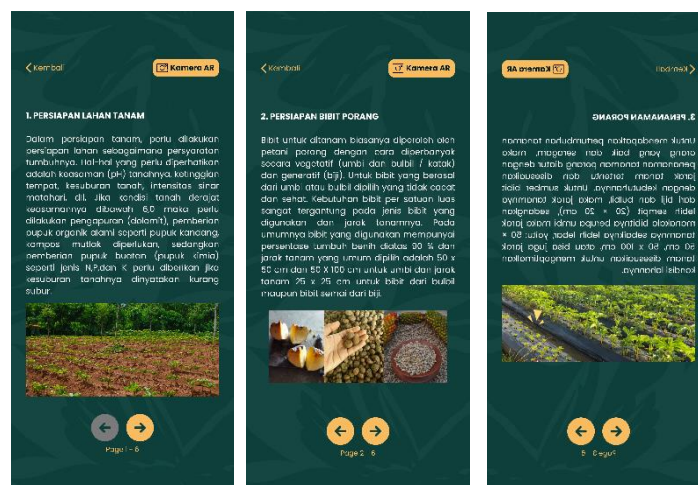 Kembali
Kamera AR
1. PERSIAPAN LAHAN TANAM
Dalam persiapan tanam, perlu dilakukan
persiapan lahan sebagaimana persyaratan
tumbuhnya. Hal-hal yang perlu diperhatikan
adalah keasaman (pH) tanahnya, ketinggian
tempat, kesuburan tanah, intensitas sinar
matahari, dll. Jika kondisi tanah derajat
keasamannya dibawah 6,0 maka perlu
dilakukan pengapuran (dolomit), pemberian
pupuk organik alami seperti pupuk kandang,
kompos mutlak diperlukan, sedangkan
pemberian pupuk buatan (pupuk kimia)
seperti jenis N,P,dan K perlu diberikan jika
kesuburan tanahnya dinyatakan kurang
subur.
Page 1 - 6
Kembali
Kamera AR
2. PERSIAPAN BIBIT PORANG
Bibit untuk ditanam biasanya diperoleh oleh
petani porang dengan cara diperbanyak
secara vegetatif (umbi dan bulbil / katak)
dan generatif (biji). Untuk bibit yang berasal
dari umbi atau bulbil dipilih yang tidak cacat
dan sehat. Kebutuhan bibit per satuan luas
sangat tergantung pada jenis bibit yang
digunakan dan jarak tanamnya. Pada
umumnya bibit yang digunakan mempunyai
persentase tumbuh benih diatas 90 % dan
jarak tanam yang umum dipilih adalah 50 x
50 cm dan 50 X 100 cm untuk umbi dan jarak
tanam 25 x 25 cm untuk bibit dari bulbil
maupun bibit semai dari biji.
Page 2 - 6
Kembali
Kamera AR
3. PENANAMAN PORANG
Untuk mendapatkan pertumbuhan tanaman
orang yang baik dan seragam, maka
penanaman tanaman porang diatur dengan
jarak tanam tertentu dan disesuaikan
dengan kebutuhannya. Untuk sumber bibit
dari biji dan bulbil, maka jarak tanamnya
lebih sempit (20 × 20 cm), sedangkan
manakala bibitnya berupa umbi maka jarak
tanamnya sebaiknya lebih lebar, yaitu: 50 ×
50 cm, 50 x 100 cm, atau bisa juga jarak
tanam disesuaikan untuk mengoptimalkan
kondisi lahannya.
Page 3 - 6